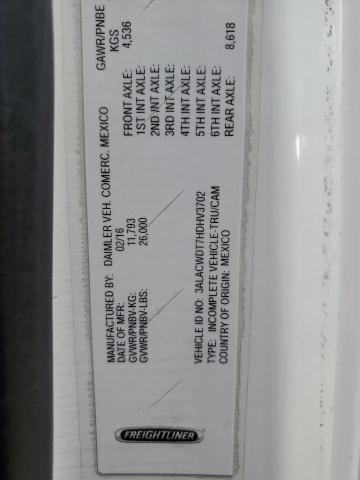 MANUFACTURED BY: DAIMLER VEH. COMERC. MEXICO
DATE OF MFR: 02/16
GVWR/PNBV-KG: 11,793
GVWR/PNBV-LBS: 26,000
GAWR/PNBE
KGS
FRONT AXLE: 4,536
1ST INT AXLE:
2ND INT AXLE:
3RD INT AXLE:
4TH INT AXLE:
5TH INT AXLE:
6TH INT AXLE:
REAR AXLE: 8,618
VEHICLE ID NO: 3ALACWDT7HDHV3702
TYPE: INCOMPLETE VEHICLE-TRU/CAM
COUNTRY OF ORIGIN: MEXICO
FREIGHTLINER